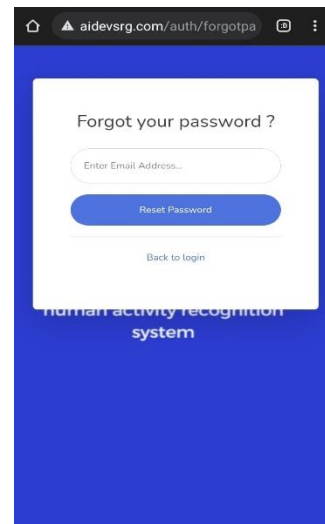 aidevsrg.com/auth/forgotpa
:D
Forgot your password ?
Enter Email Address...
Reset Password
Back to login
human activity recognition
system